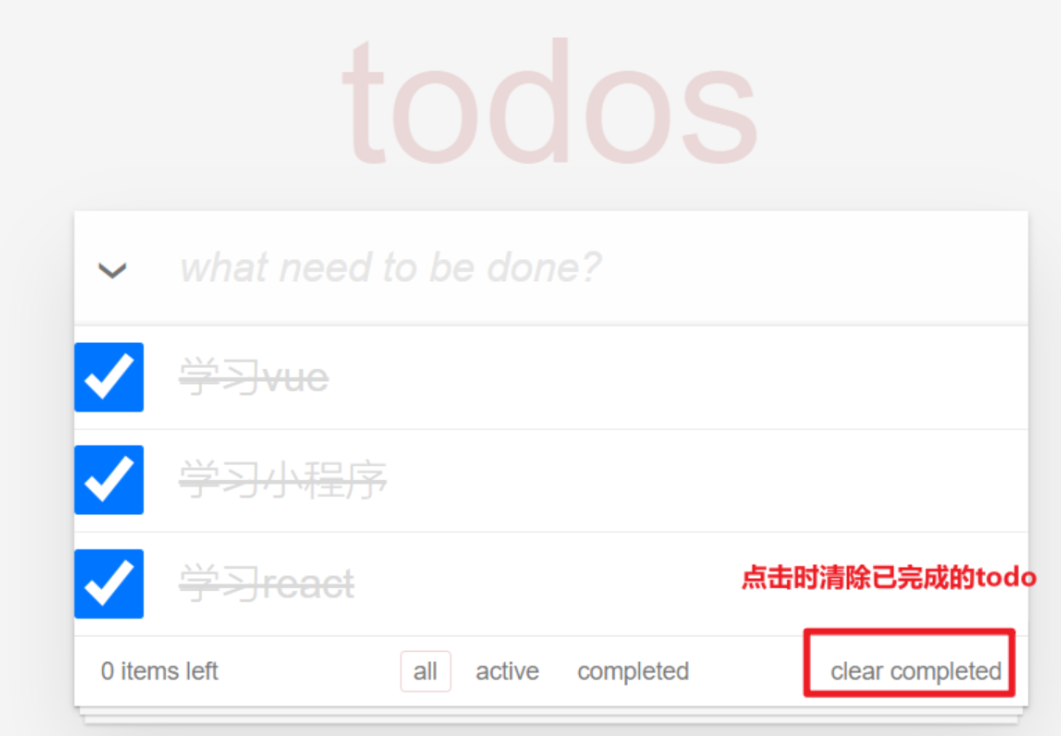 todos
what need to be done?
学习vue
学习小程序
学习react
点击时清除已完成的todo
0 items left all active completed clear completed